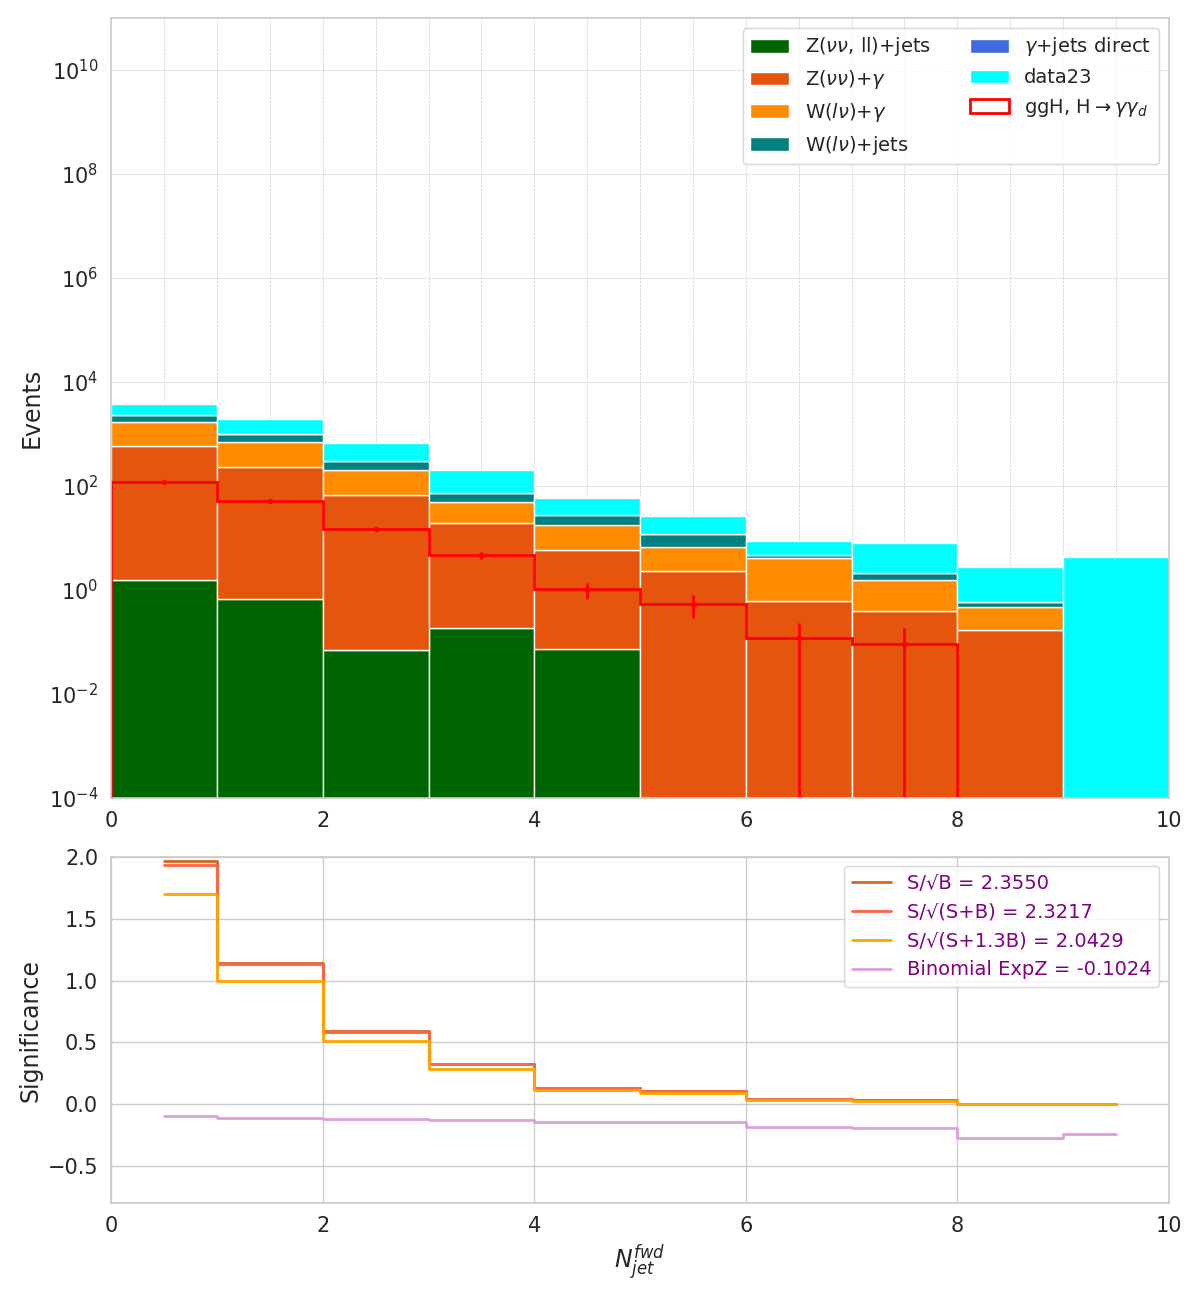 Z(νν, ll)+jets
Z(νν)+γ
W(lν)+γ
W(lν)+jets
γ+jets direct
data23
ggH, H→γγ_d
10^10
10^8
10^6
10^4
10^2
10^0
10^−2
10^−4
Events
0 2 4 6 8 10
S/√B = 2.3550
S/√(S+B) = 2.3217
S/√(S+1.3B) = 2.0429
Binomial ExpZ = -0.1024
2.0
1.5
1.0
0.5
0.0
−0.5
Significance
0 2 4 6 8 10
N_jet^fwd